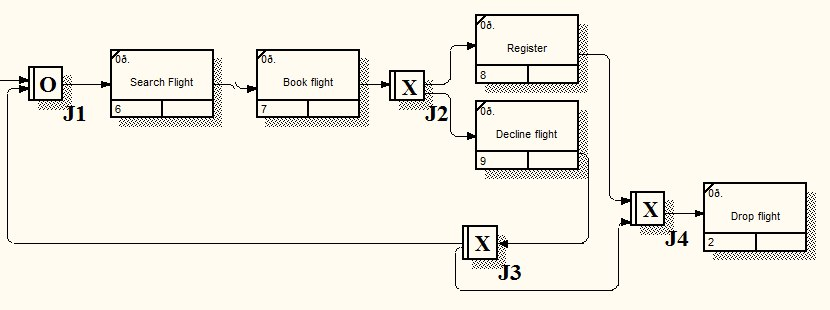 0ð.
Register
8
0ð.
Search Flight
6
0ð.
Book flight
7
O
J1
X
J2
0ð.
Decline flight
9
X
J4
0ð.
Drop flight
2
X
J3